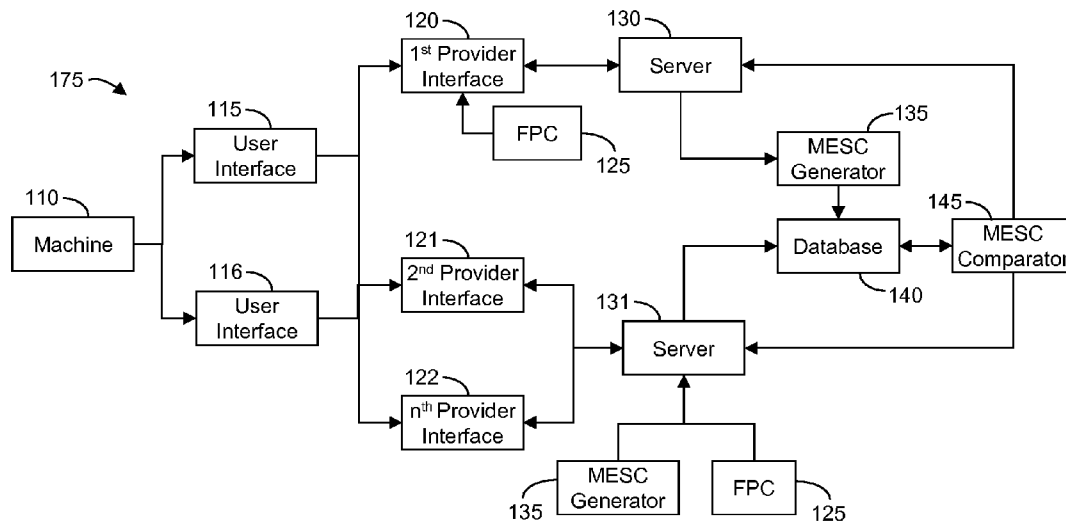 120
130
1st Provider
Interface
Server
175
115
135
User
Interface
FPC
125
MESC
Generator
110
145
Machine
121
Database
MESC
Comparator
116
2nd Provider
Interface
140
User
Interface
131
Server
122
nth Provider
Interface
MESC
Generator
FPC
135
125